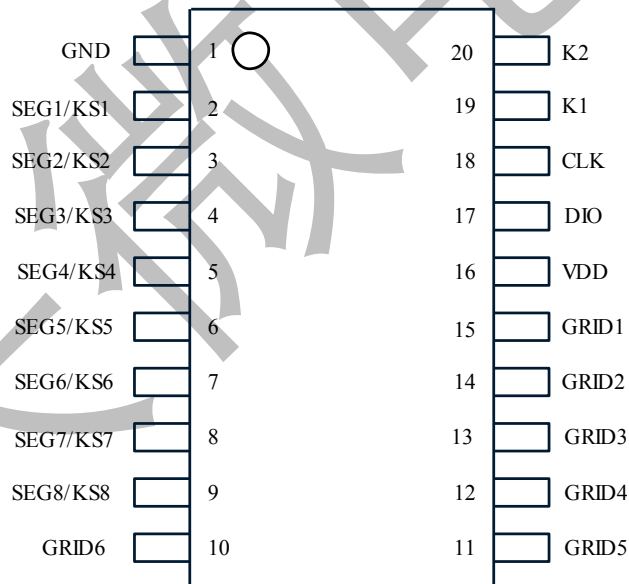 GND 1 20 K2
SEG1/KS1 2 19 K1
SEG2/KS2 3 18 CLK
SEG3/KS3 4 17 DIO
SEG4/KS4 5 16 VDD
SEG5/KS5 6 15 GRID1
SEG6/KS6 7 14 GRID2
SEG7/KS7 8 13 GRID3
SEG8/KS8 9 12 GRID4
GRID6 10 11 GRID5
微